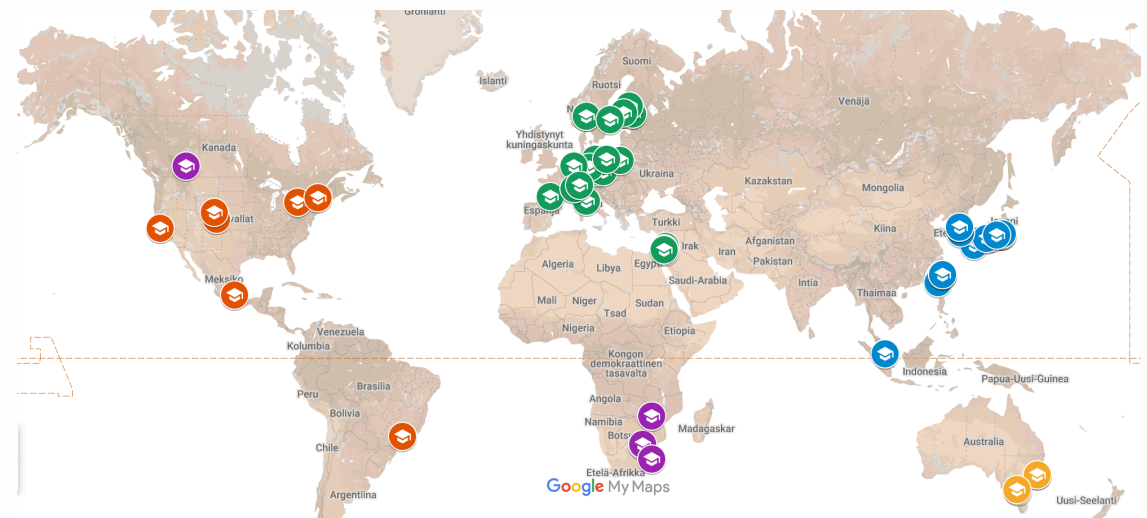 Grönlanti
Islanti
Suomi
Ruotsi
N
Venäjä
Yhdistynyt
kuningaskunta
Kanada
Ukraina
Kazakstan
Mongolia
Espanja
vallat
Turkki
Kiina
Ete
Irak
Iran
Afganistan
Pakistan
Algeria
Libya
Egypti
Saudi-Arabia
Intia
Meksiko
Thaimaa
Mali
Niger
Tsad
Sudan
Nigeria
Etiopia
Venezuela
Kolumbia
Kongon
demokraattinen
tasavalta
Indonesia
Papua-Uusi-Guinea
Brasilia
Peru
Angola
Bolivia
Namibia
Bots
Madagaskar
Chile
Australia
Etelä-Afrikka
Google My Maps
Argentiina
Uusi-Seelanti